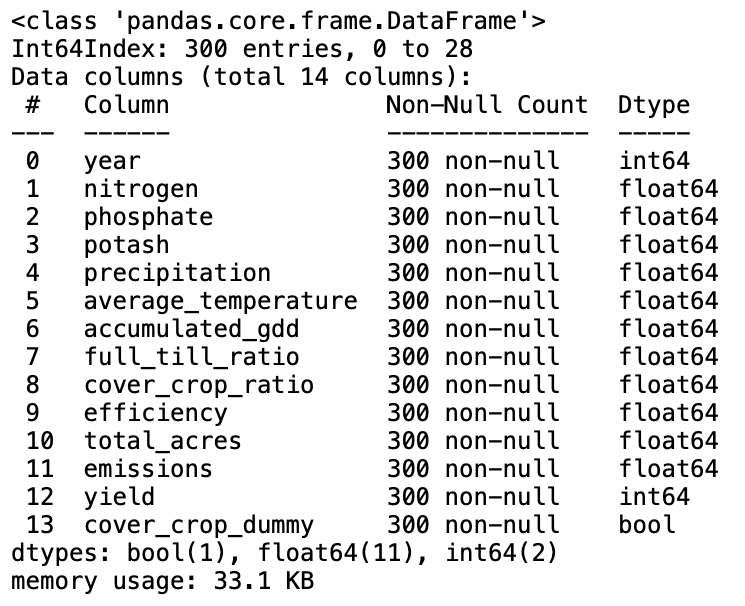 <class 'pandas.core.frame.DataFrame'>
Int64Index: 300 entries, 0 to 28
Data columns (total 14 columns):
 #   Column               Non-Null Count  Dtype
---  ------               --------------  -----
 0   year                 300 non-null    int64
 1   nitrogen             300 non-null    float64
 2   phosphate            300 non-null    float64
 3   potash               300 non-null    float64
 4   precipitation        300 non-null    float64
 5   average_temperature  300 non-null    float64
 6   accumulated_gdd      300 non-null    float64
 7   full_till_ratio      300 non-null    float64
 8   cover_crop_ratio     300 non-null    float64
 9   efficiency           300 non-null    float64
 10  total_acres          300 non-null    float64
 11  emissions            300 non-null    float64
 12  yield                300 non-null    int64
 13  cover_crop_dummy     300 non-null    bool
dtypes: bool(1), float64(11), int64(2)
memory usage: 33.1 KB